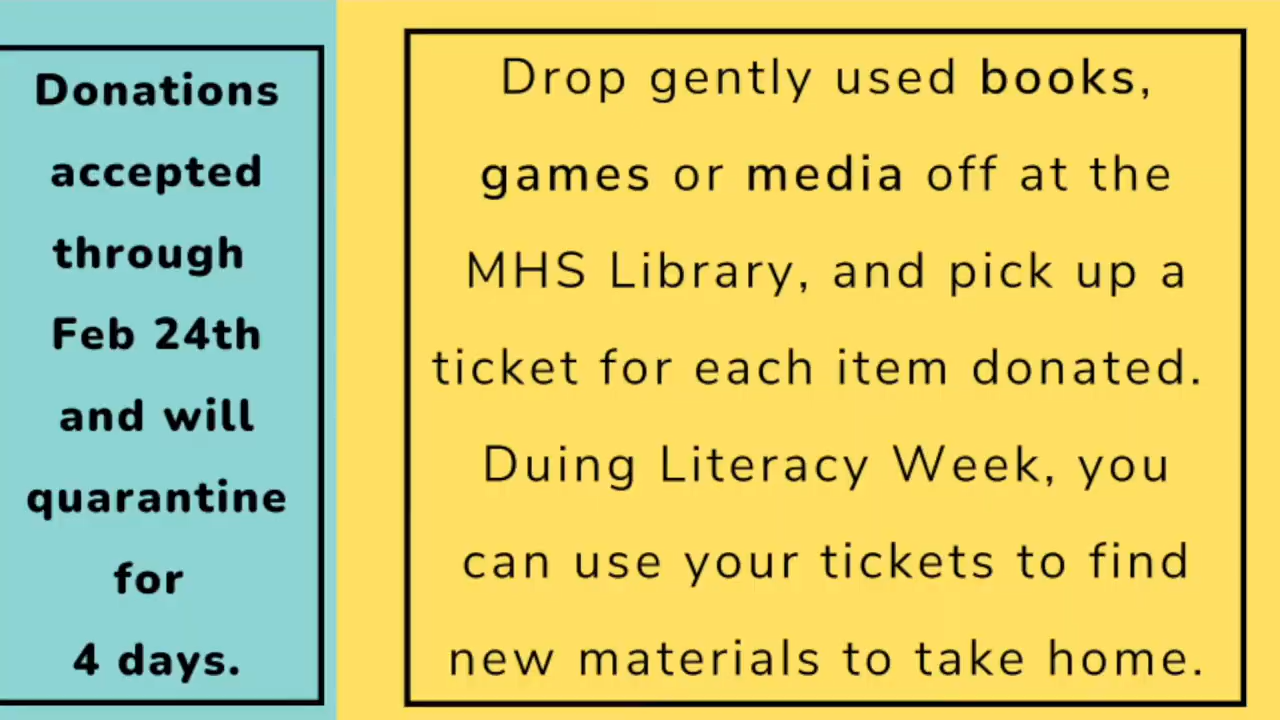 Donations
accepted
through
Feb 24th
and will
quarantine
for
4 days.
Drop gently used books,
games or media off at the
MHS Library, and pick up a
ticket for each item donated.
Duing Literacy Week, you
can use your tickets to find
new materials to take home.